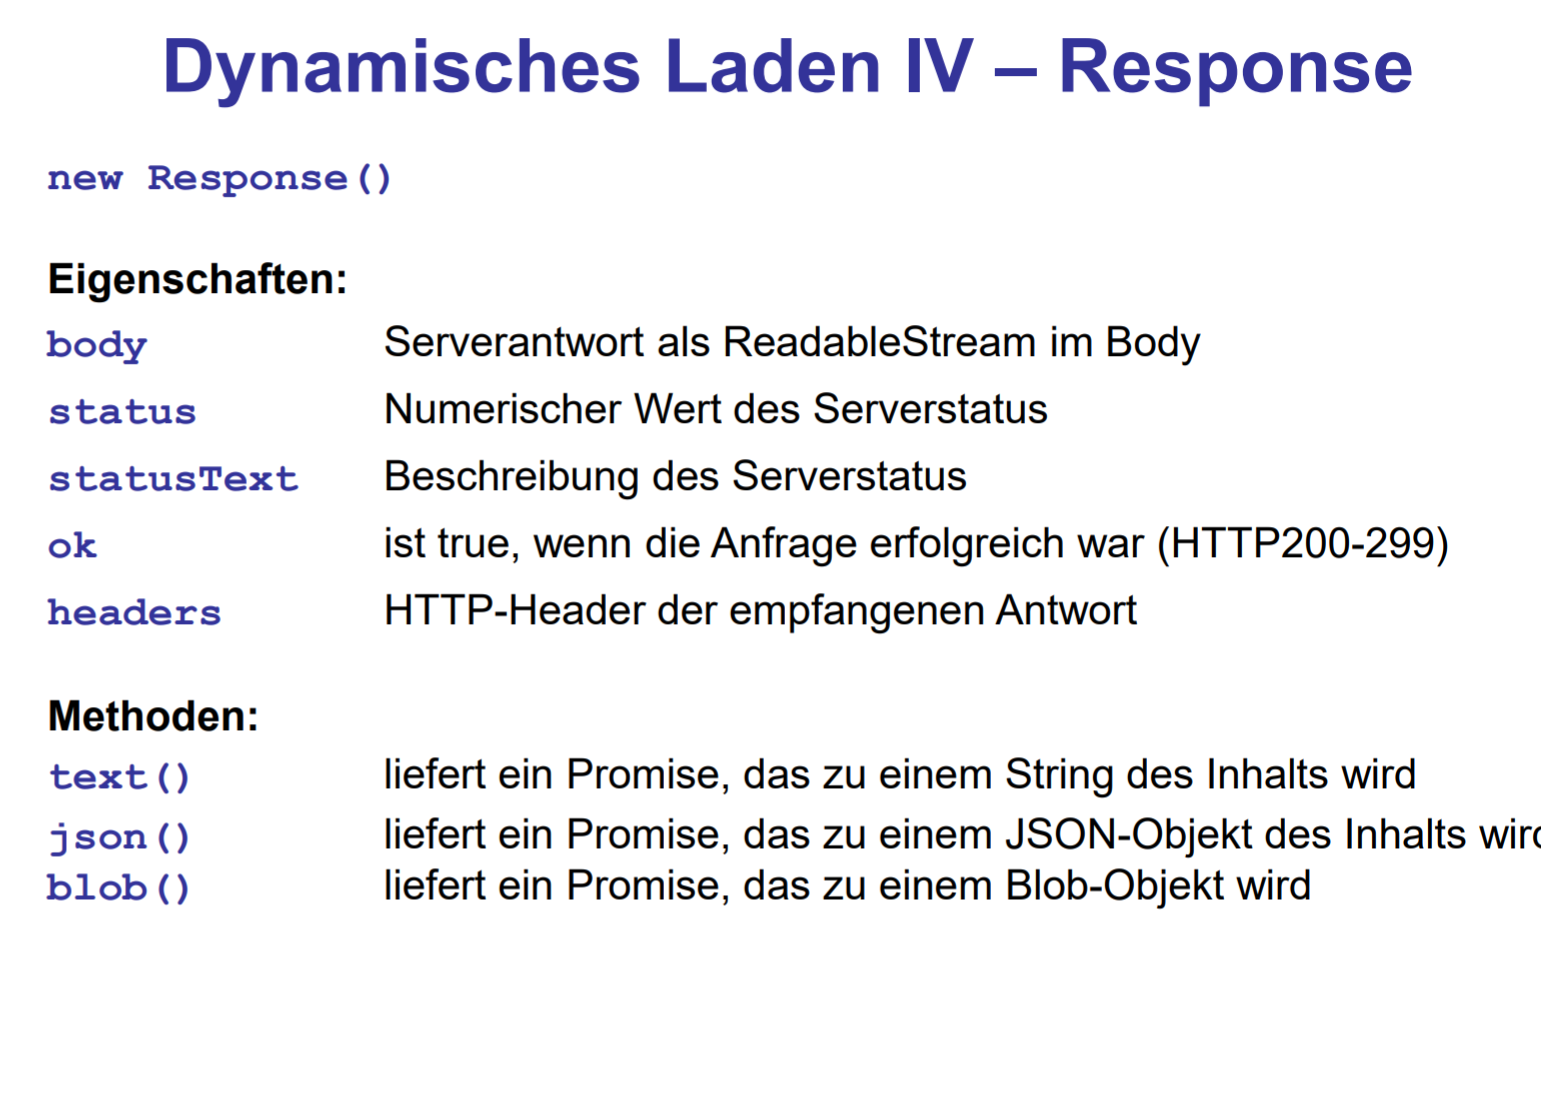 Dynamisches Laden IV – Response
new Response()
Eigenschaften:
body Serverantwort als ReadableStream im Body
status Numerischer Wert des Serverstatus
statusText Beschreibung des Serverstatus
ok ist true, wenn die Anfrage erfolgreich war (HTTP200-299)
headers HTTP-Header der empfangenen Antwort
Methoden:
text() liefert ein Promise, das zu einem String des Inhalts wird
json() liefert ein Promise, das zu einem JSON-Objekt des Inhalts wird
blob() liefert ein Promise, das zu einem Blob-Objekt wird